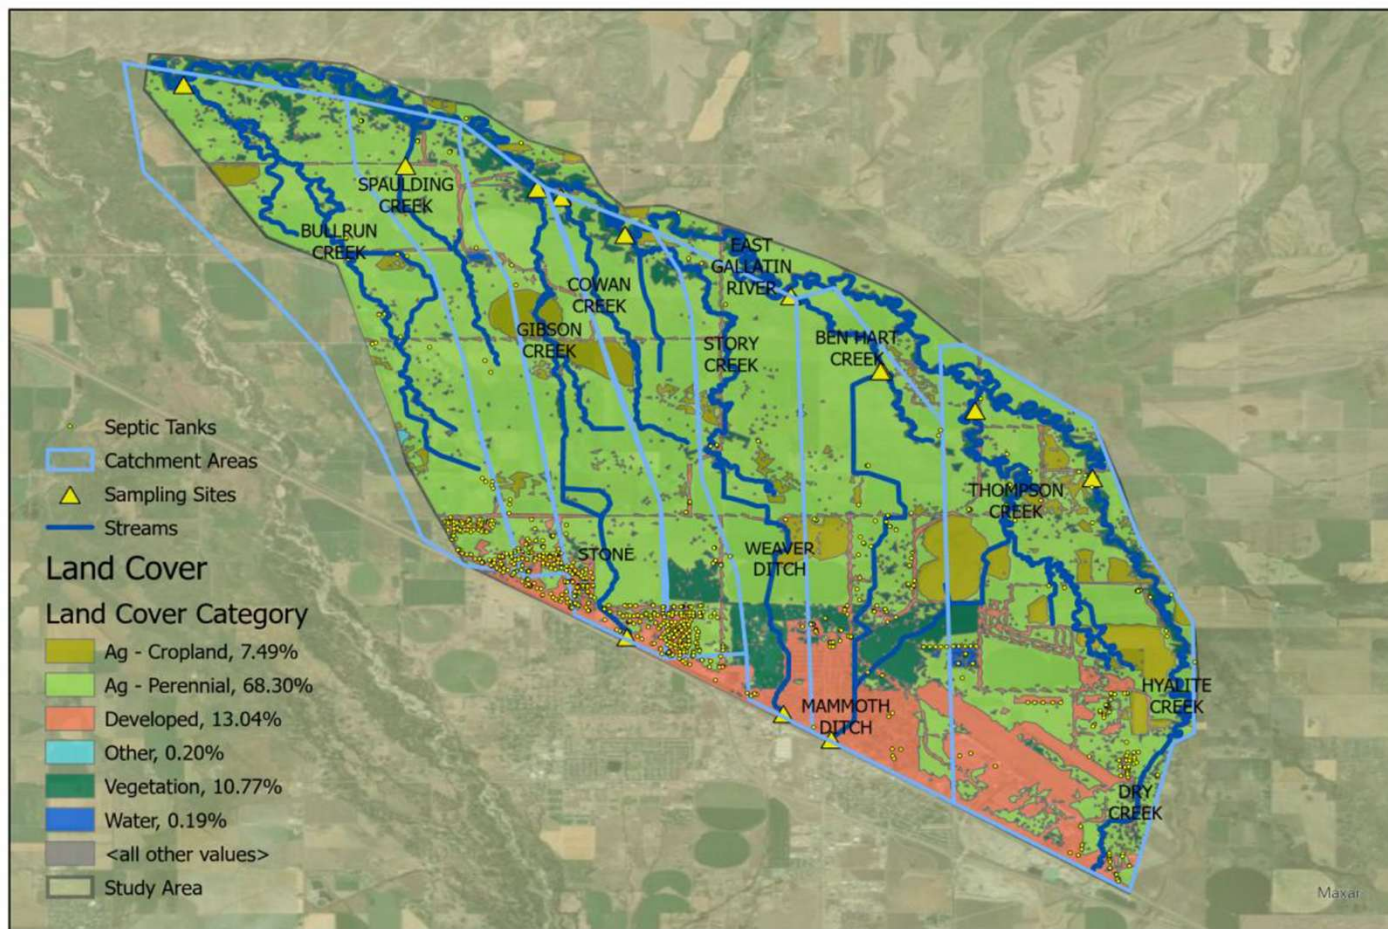 SPAULDING
CREEK
BULLRUN
CREEK
EAST
GALLATIN
RIVER
COWAN
CREEK
GIBSON
CREEK
STORY
CREEK
BEN HART
CREEK
THOMPSON
CREEK
STONE
WEAVER
DITCH
MAMMOTH
DITCH
HYALITE
CREEK
DRY
CREEK
Septic Tanks
Catchment Areas
Sampling Sites
Streams
Land Cover
Land Cover Category
Ag - Cropland, 7.49%
Ag - Perennial, 68.30%
Developed, 13.04%
Other, 0.20%
Vegetation, 10.77%
Water, 0.19%
<all other values>
Study Area
Maxar